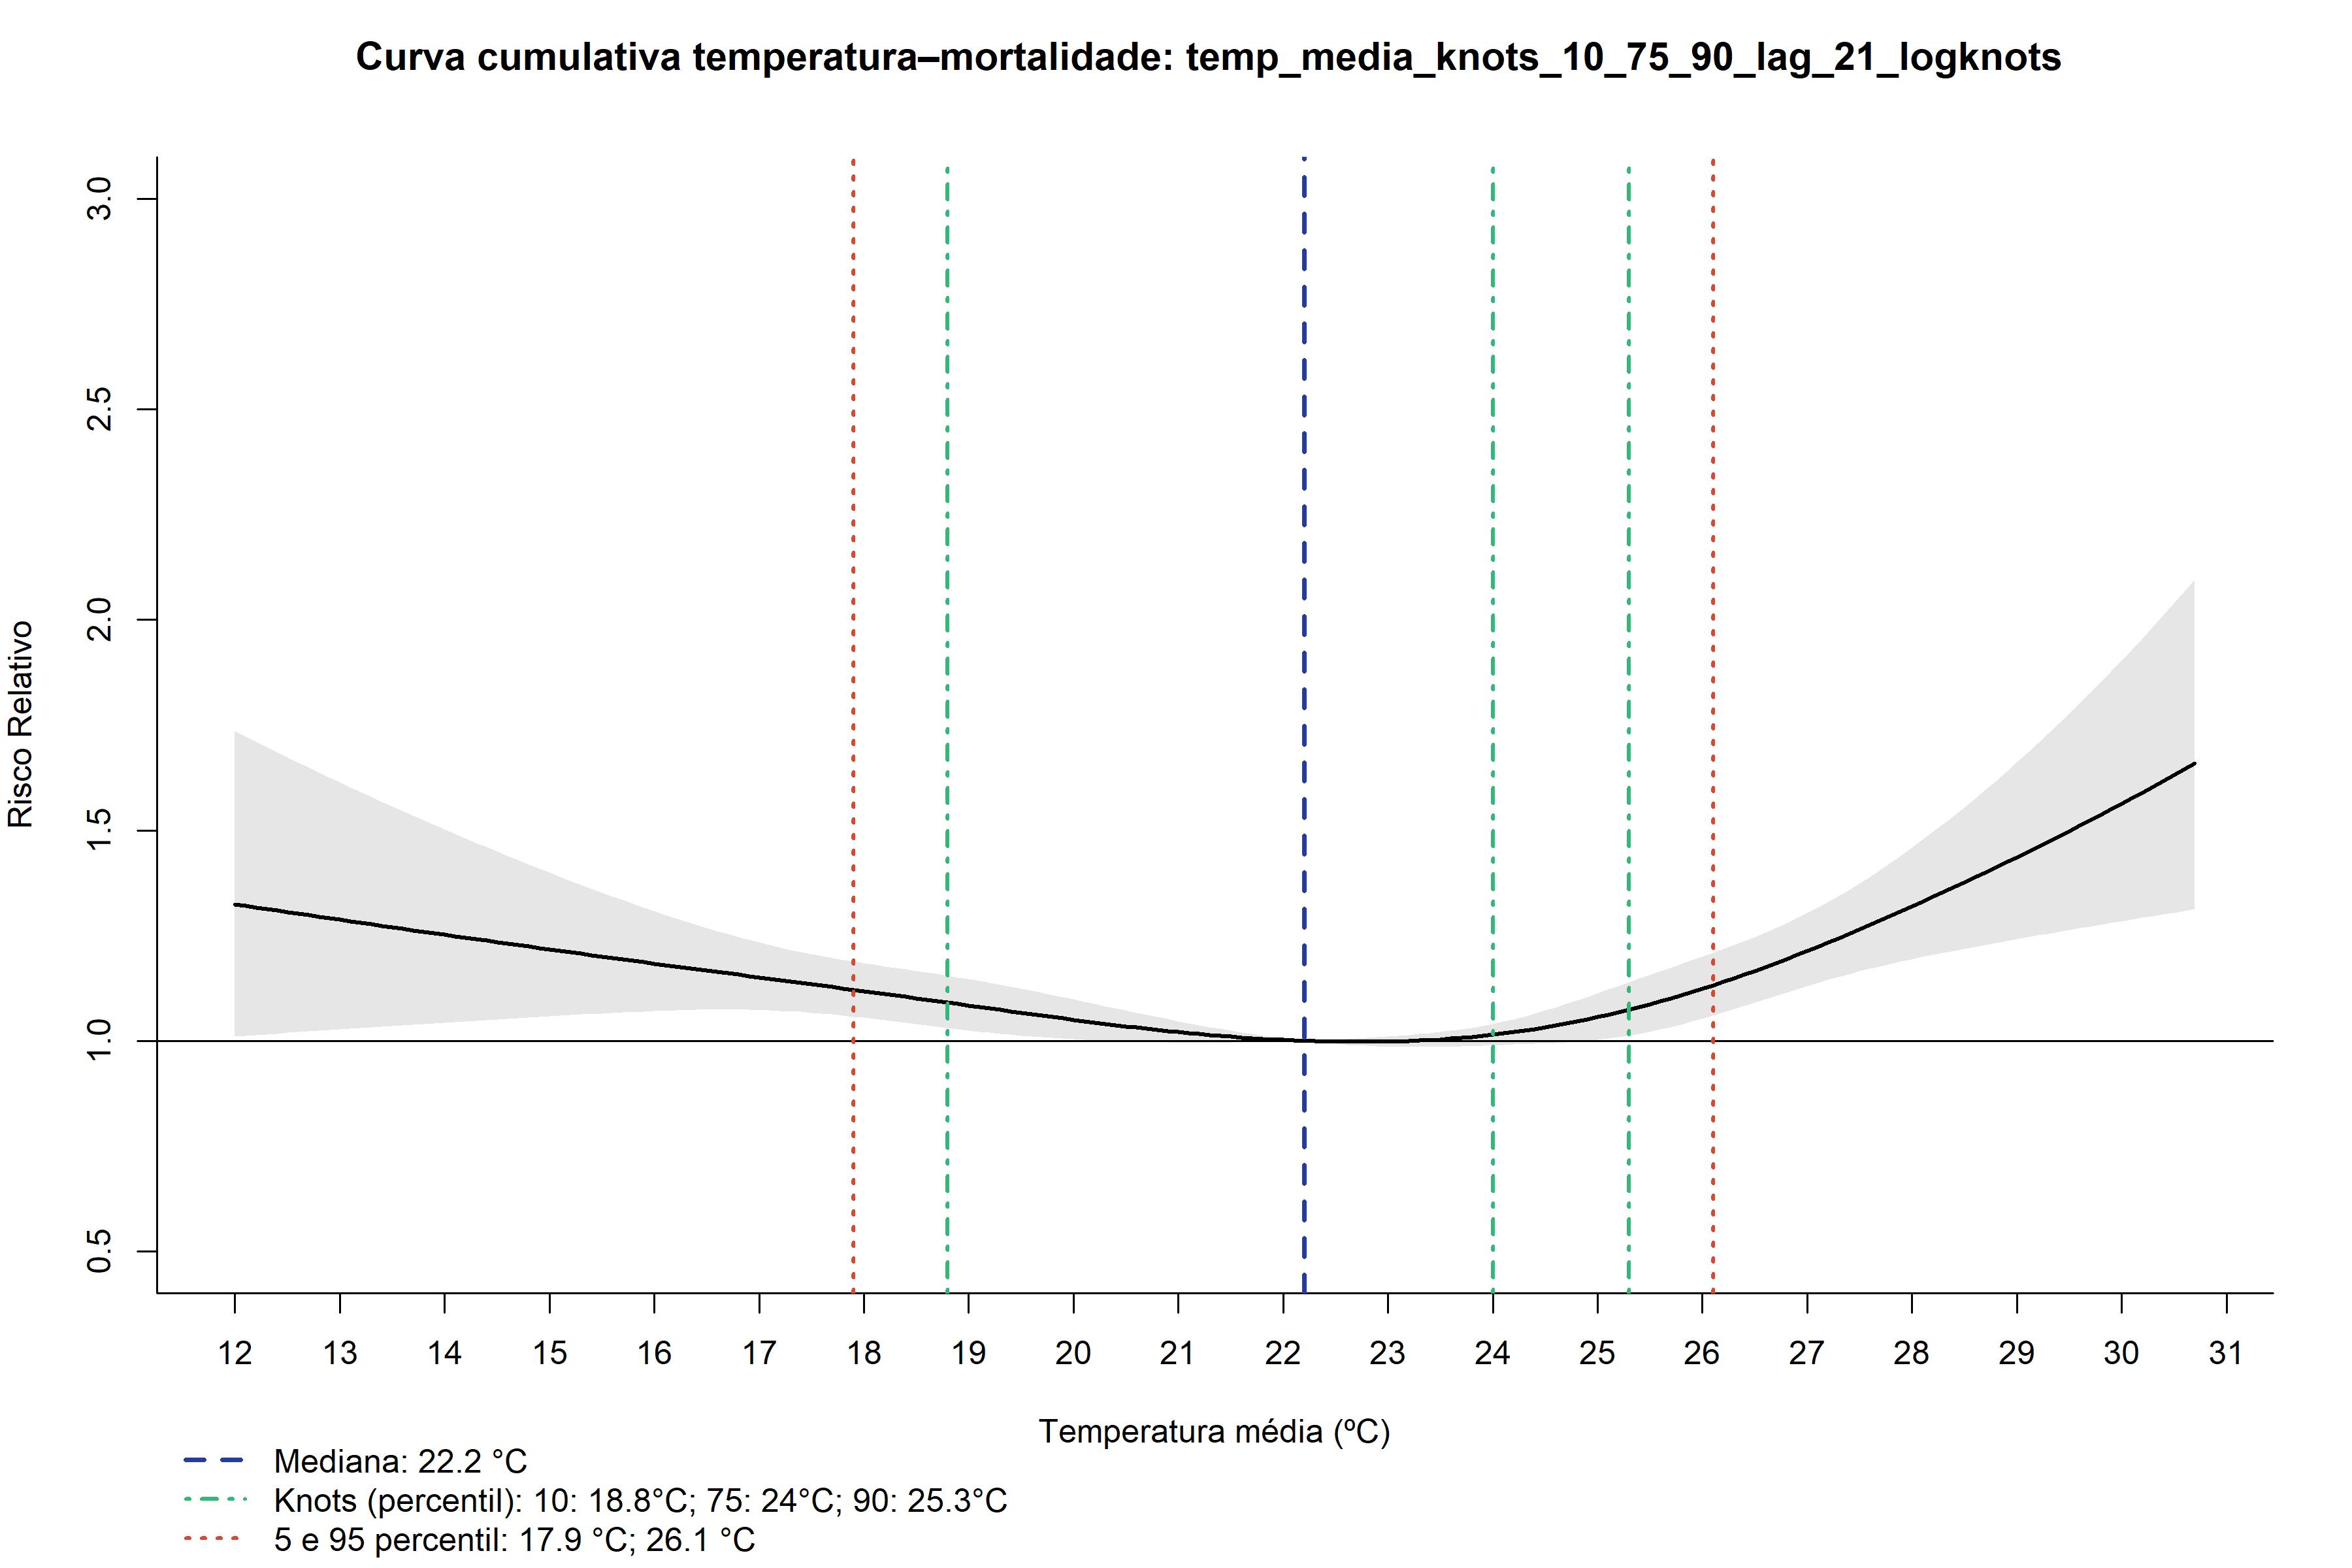 Curva cumulativa temperatura–mortalidade: temp_media_knots_10_75_90_lag_21_logknots
3.0
2.5
2.0
1.5
1.0
0.5
Risco Relativo
12 13 14 15 16 17 18 19 20 21 22 23 24 25 26 27 28 29 30 31
Temperatura média (ºC)
Mediana: 22.2 °C
Knots (percentil): 10: 18.8°C; 75: 24°C; 90: 25.3°C
5 e 95 percentil: 17.9 °C; 26.1 °C